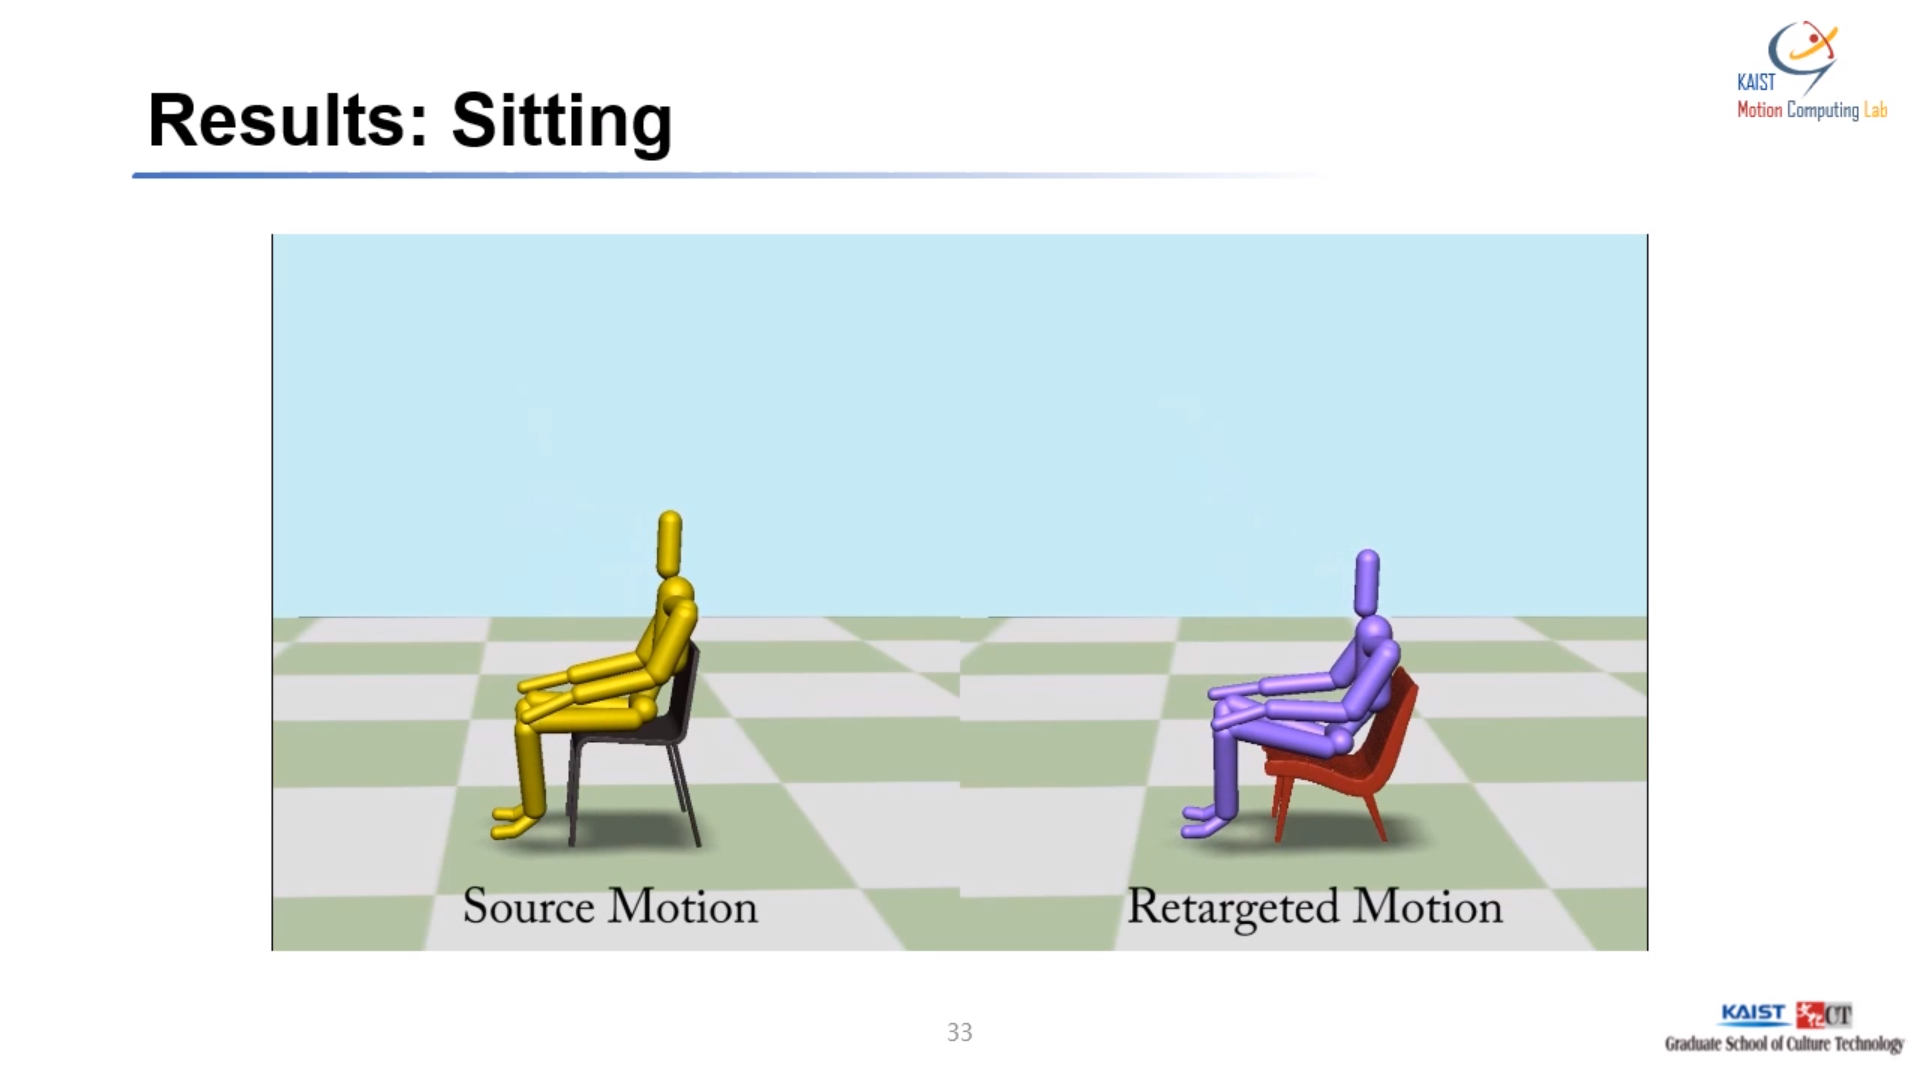 KAIST
Motion Computing Lab
Results: Sitting
Source Motion
Retargeted Motion
33
KAIST CT
Graduate School of Culture Technology